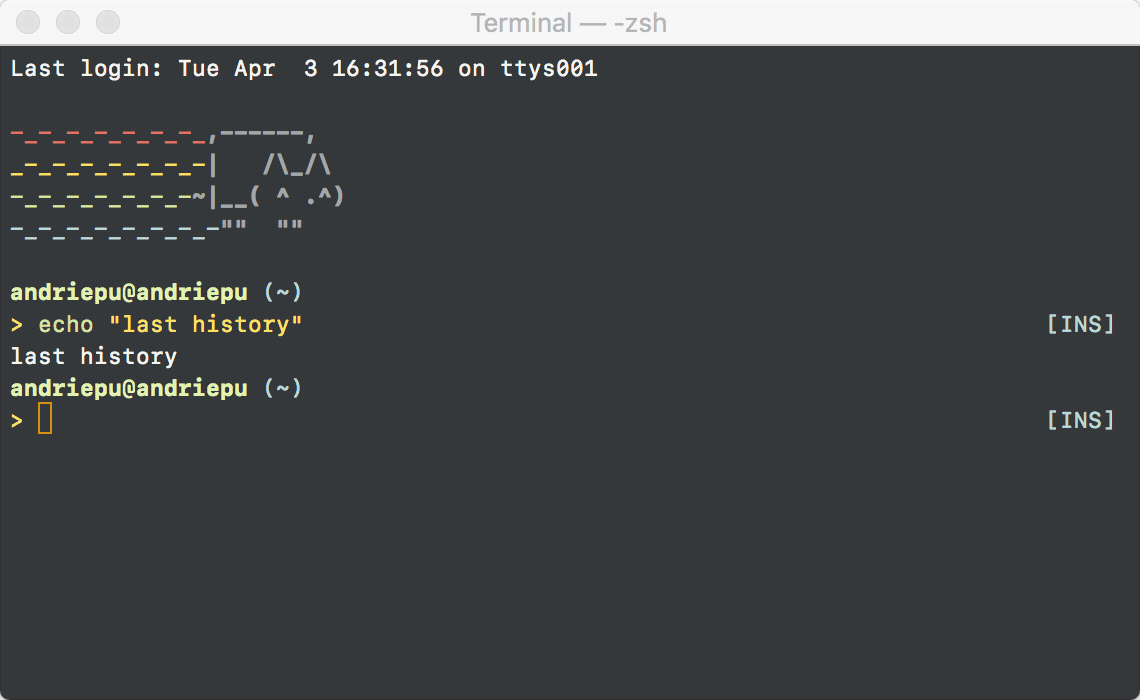 Terminal — -zsh
Last login: Tue Apr  3 16:31:56 on ttys001
-_-_-_-_-_-_-_,------,
_-_-_-_-_-_-_-|   /\_/\
-_-_-_-_-_-_-~|__( ^ .^)
-_-_-_-_-_-_-_-""  ""
andriepu@andriepu (~)
> echo "last history" [INS]
last history
andriepu@andriepu (~)
> [INS]